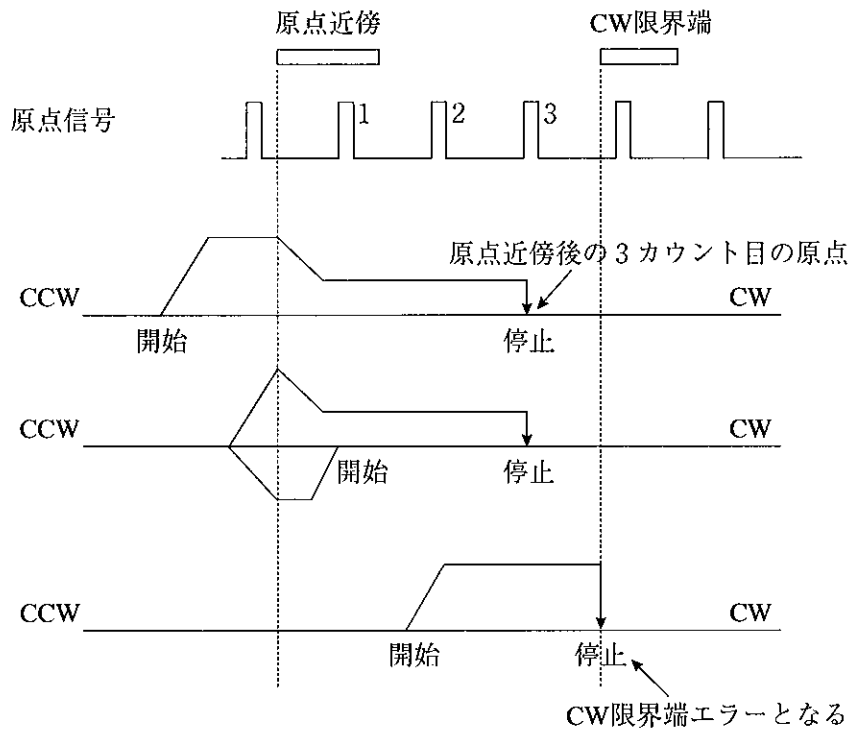 原点近傍 CW限界端
原点信号 1 2 3
原点近傍後の3カウント目の原点
CCW CW
開始 停止
CCW CW
開始 停止
CCW CW
開始 停止
CW限界端エラーとなる